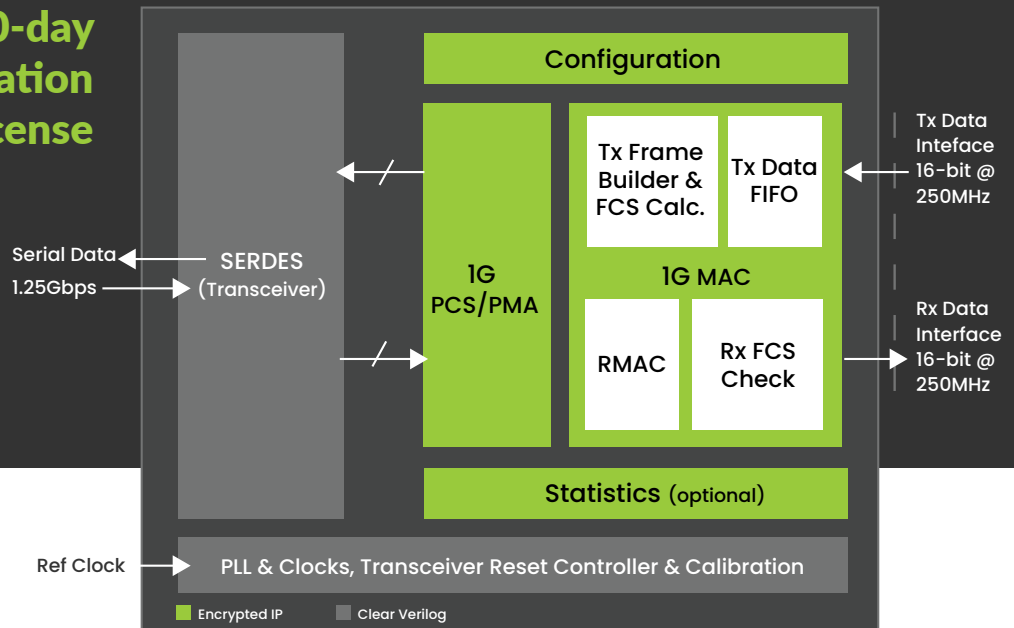 0-day
ation
cense
Configuration
Tx Frame
Builder &
FCS Calc.
Tx Data
FIFO
Tx Data
Inteface
16-bit @
250MHz
Serial Data
1.25Gbps
SERDES
(Transceiver)
1G
PCS/PMA
1G MAC
RMAC
Rx FCS
Check
Rx Data
Interface
16-bit @
250MHz
Statistics (optional)
Ref Clock
PLL & Clocks, Transceiver Reset Controller & Calibration
Encrypted IP
Clear Verilog